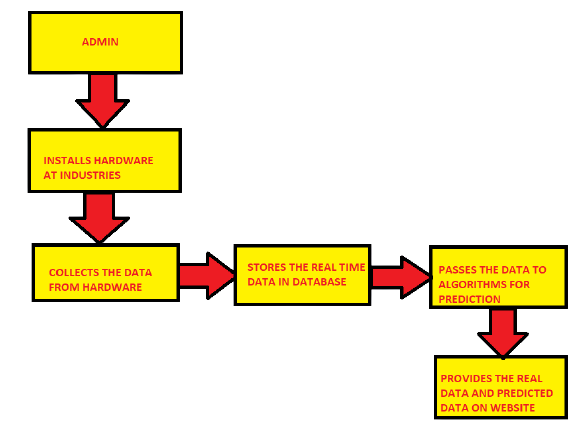 ADMIN
INSTALLS HARDWARE
AT INDUSTRIES
COLLECTS THE DATA
FROM HARDWARE
STORES THE REAL TIME
DATA IN DATABASE
PASSES THE DATA TO
ALGORITHMS FOR
PREDICTION
PROVIDES THE REAL
DATA AND PREDICTED
DATA ON WEBSITE